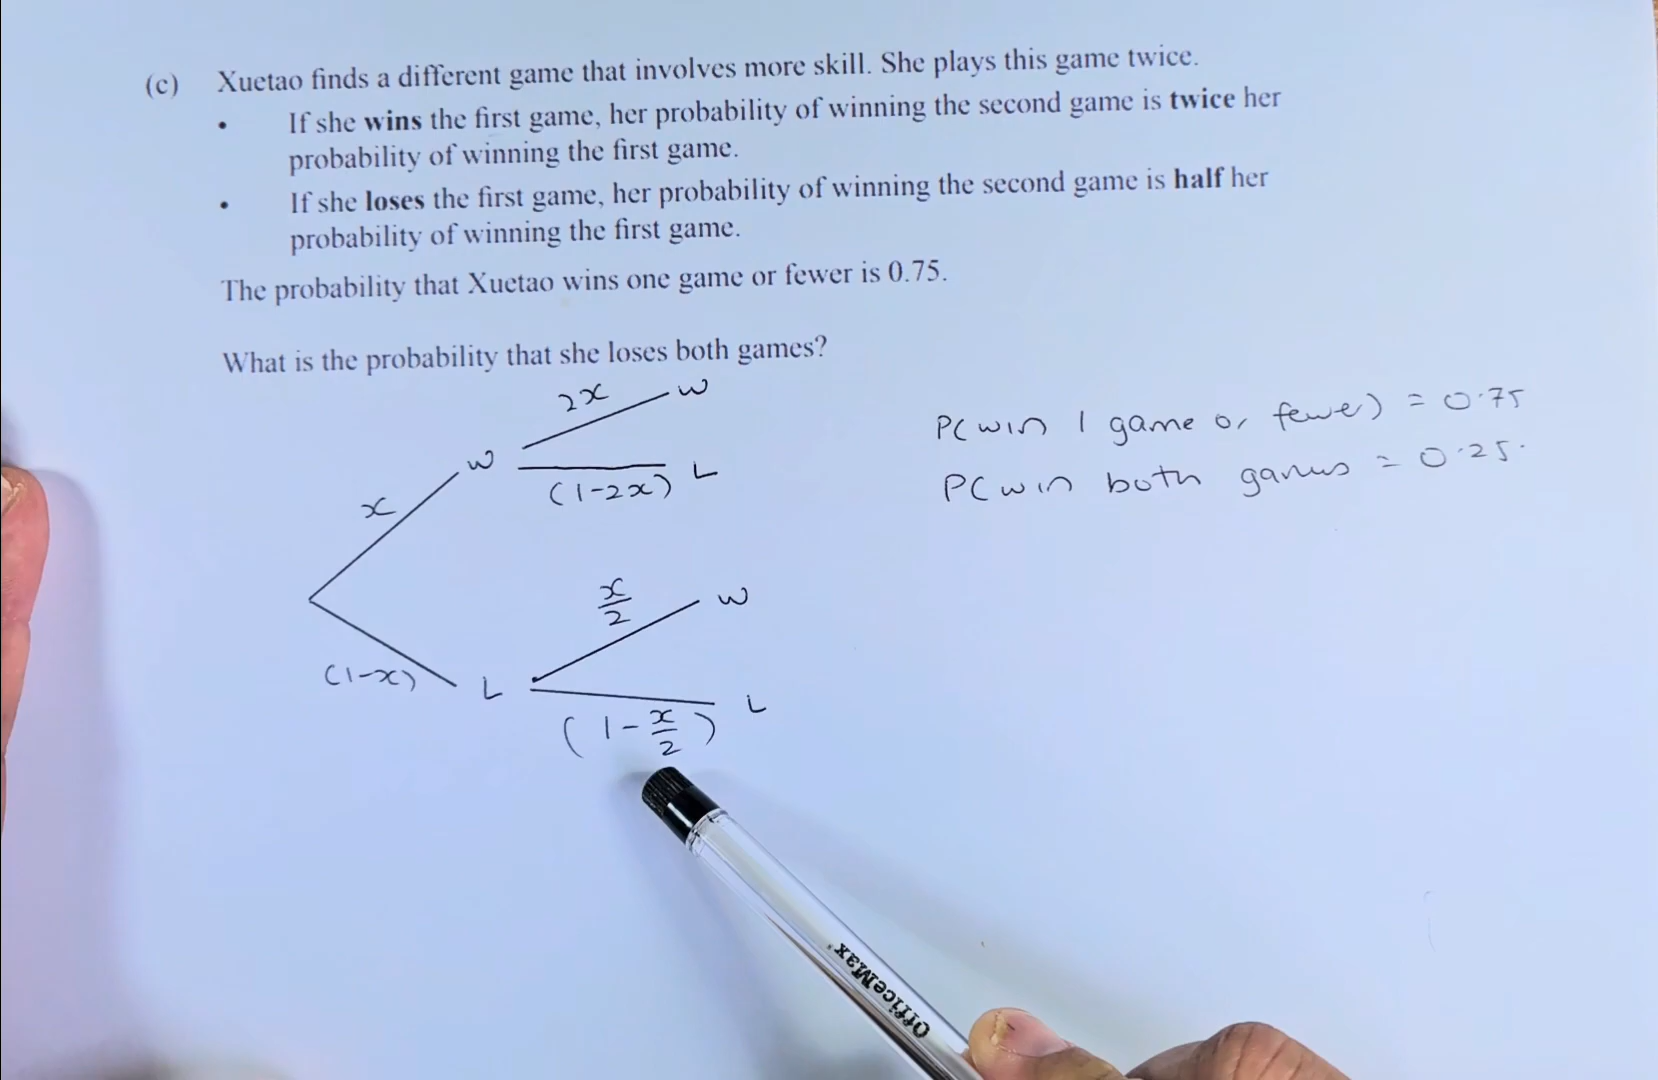 (c) Xuetao finds a different game that involves more skill. She plays this game twice.
• If she wins the first game, her probability of winning the second game is twice her
probability of winning the first game.
• If she loses the first game, her probability of winning the second game is half her
probability of winning the first game.
The probability that Xuetao wins one game or fewer is 0.75.
What is the probability that she loses both games?
2x W
W
(1-2x) L
x
P(win 1 game or fewer) = 0.75
P(win both games = 0.25.
x/2 W
(1-x) L
(1-x/2) L
OfficeMax